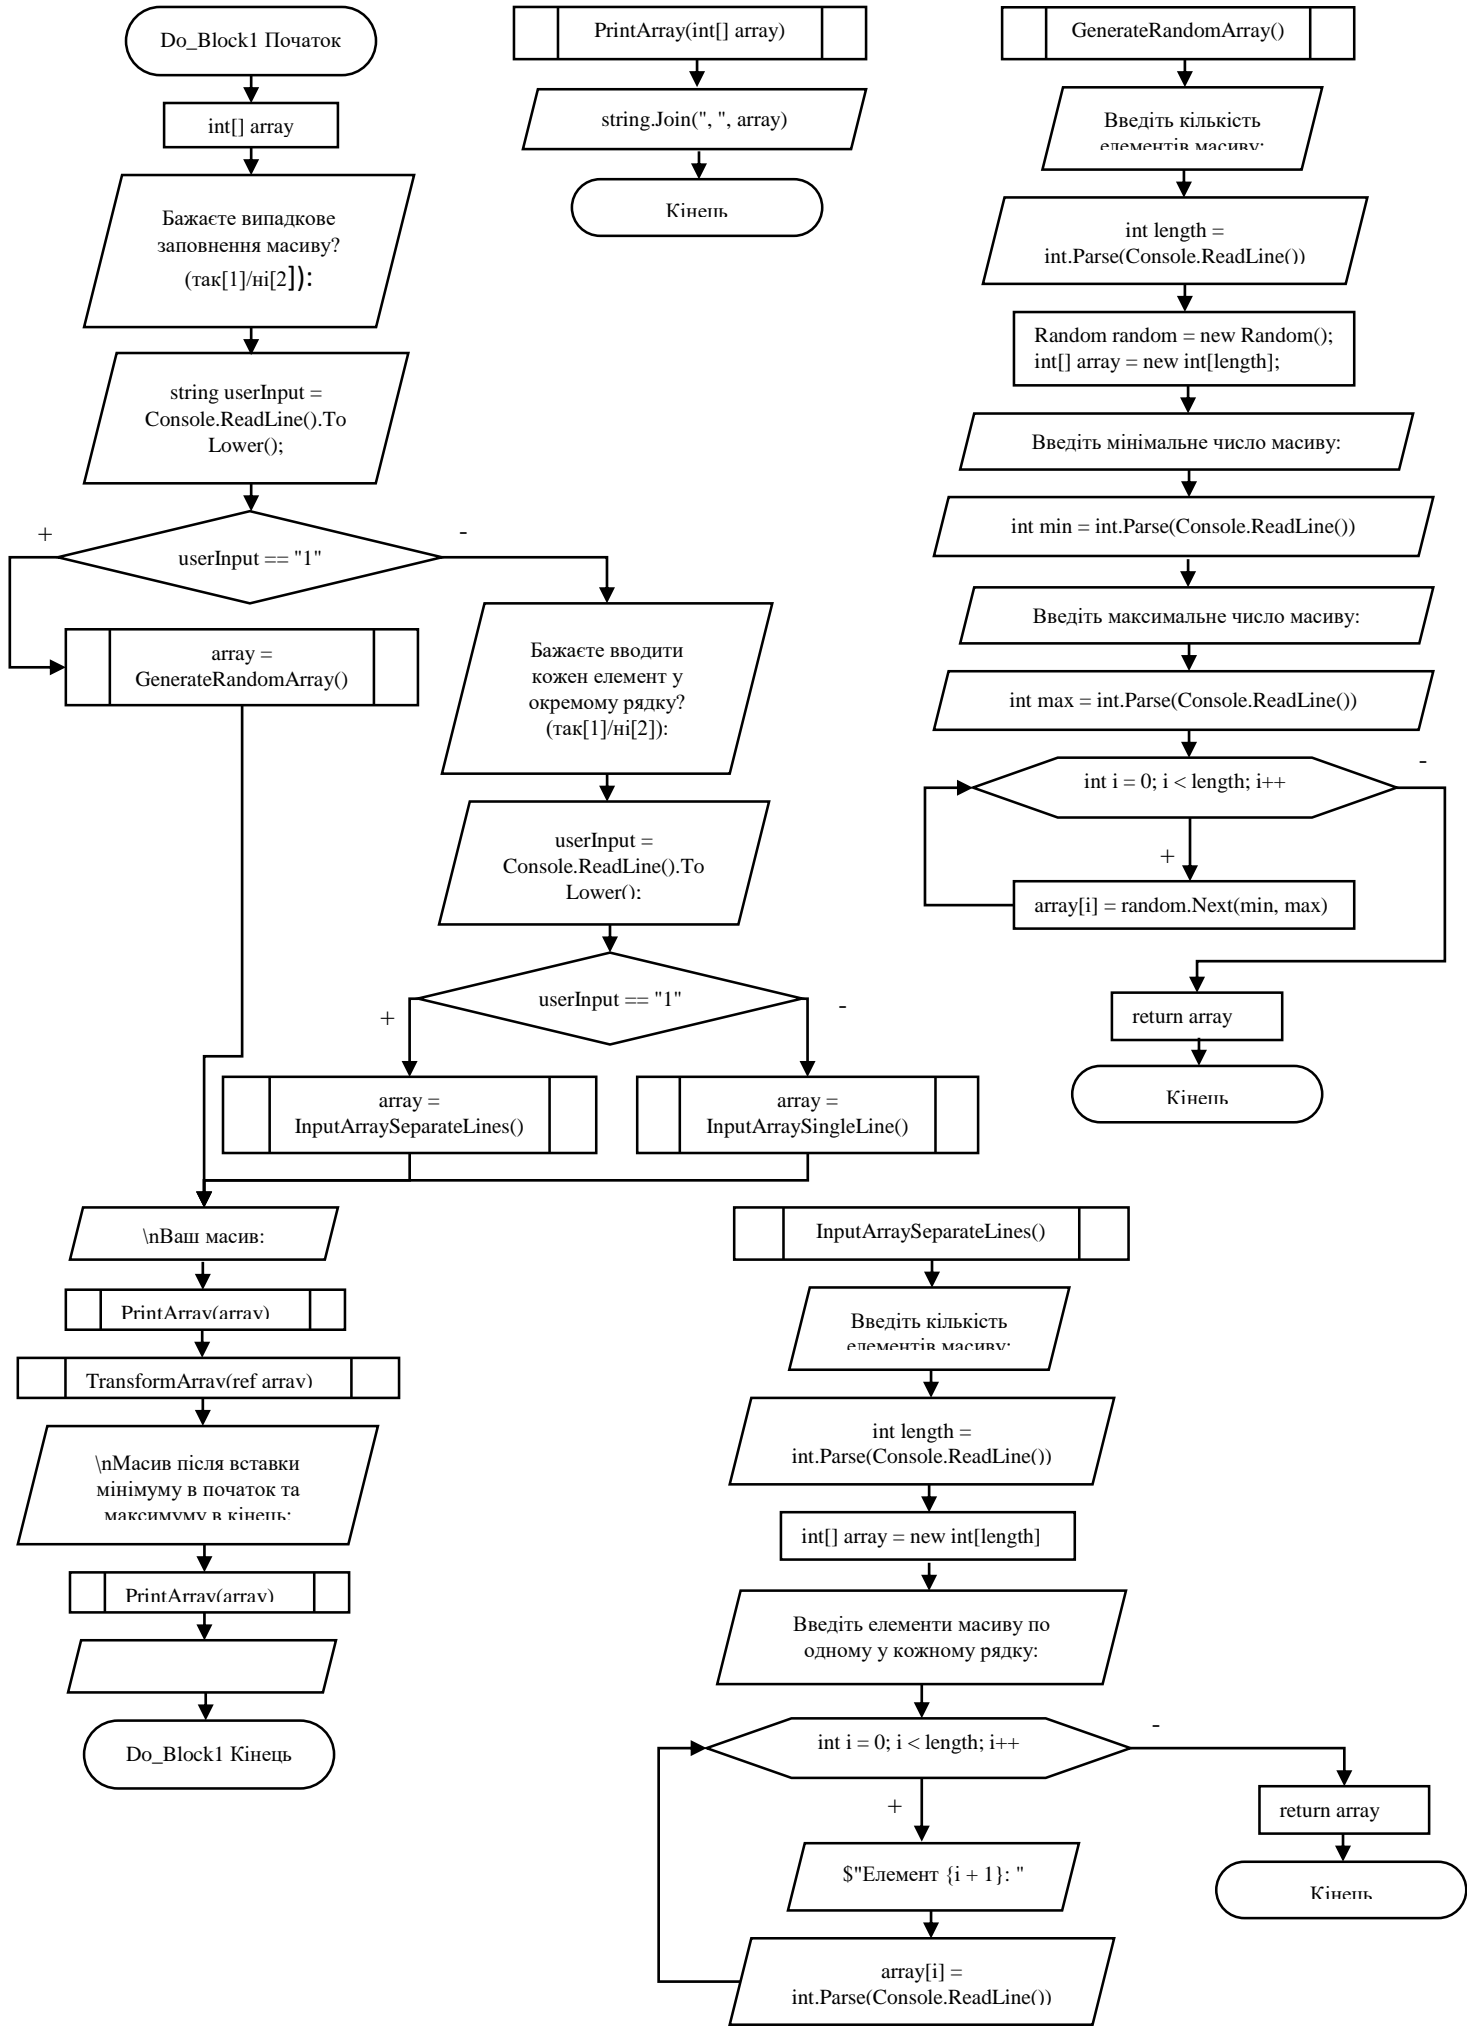 Do_Block1 Початок
int[] array
Бажаєте випадкове
заповнення масиву?
(так[1]/ні[2]):
string userInput =
Console.ReadLine().To
Lower();
+
-
userInput == "1"
array =
GenerateRandomArray()
Бажаєте вводити
кожен елемент у
окремому рядку?
(так[1]/ні[2]):
userInput =
Console.ReadLine().To
Lower();
userInput == "1"
+
-
array =
InputArraySeparateLines()
array =
InputArraySingleLine()
\nВаш масив:
PrintArray(array)
TransformArray(ref array)
\nМасив після вставки
мінімуму в початок та
максимуму в кінець:
PrintArray(array)
Do_Block1 Кінець
PrintArray(int[] array)
string.Join(", ", array)
Кінець
GenerateRandomArray()
Введіть кількість
елементів масиву:
int length =
int.Parse(Console.ReadLine())
Random random = new Random();
int[] array = new int[length];
Введіть мінімальне число масиву:
int min = int.Parse(Console.ReadLine())
Введіть максимальне число масиву:
int max = int.Parse(Console.ReadLine())
-
int i = 0; i < length; i++
+
array[i] = random.Next(min, max)
return array
Кінець
InputArraySeparateLines()
Введіть кількість
елементів масиву:
int length =
int.Parse(Console.ReadLine())
int[] array = new int[length]
Введіть елементи масиву по
одному у кожному рядку:
-
int i = 0; i < length; i++
+
$"Елемент {i + 1}: "
array[i] =
int.Parse(Console.ReadLine())
return array
Кінець